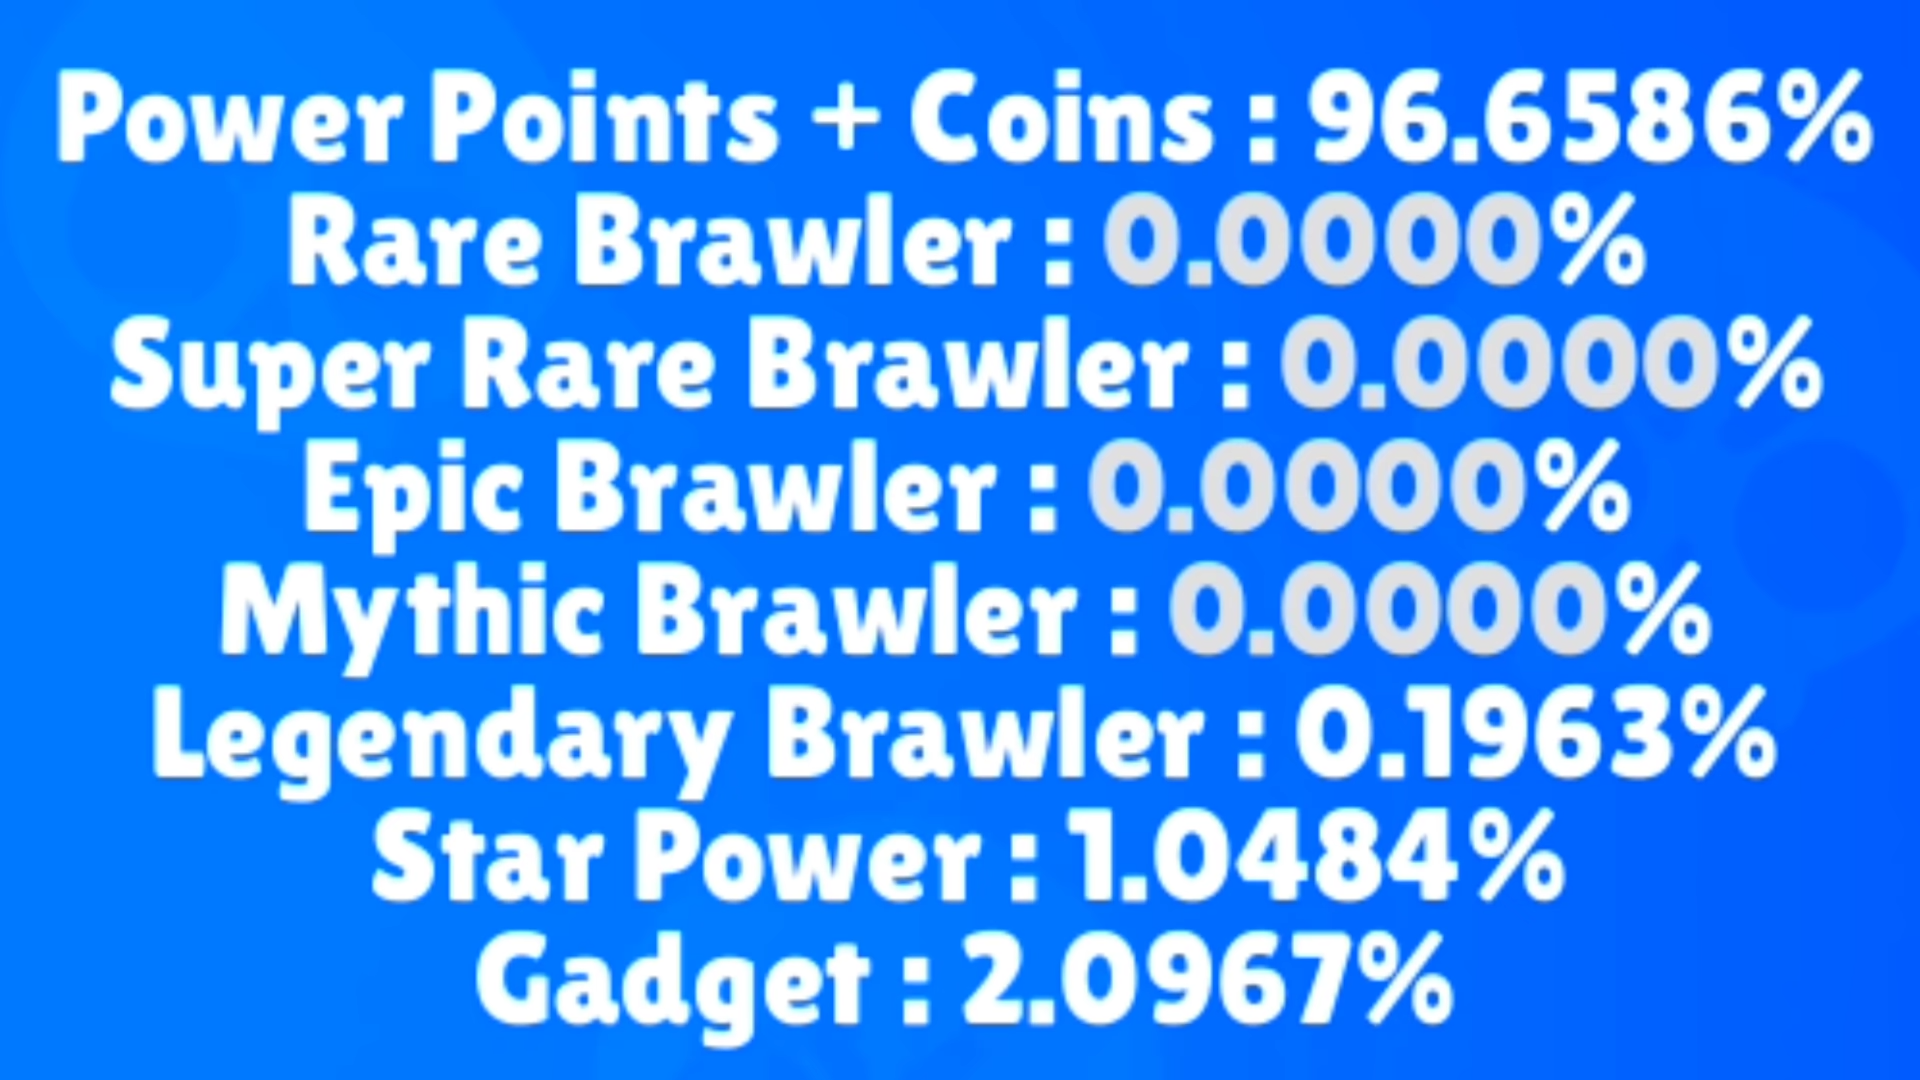 Power Points + Coins : 96.6586%
Rare Brawler : 0.0000%
Super Rare Brawler : 0.0000%
Epic Brawler : 0.0000%
Mythic Brawler : 0.0000%
Legendary Brawler : 0.1963%
Star Power : 1.0484%
Gadget : 2.0967%